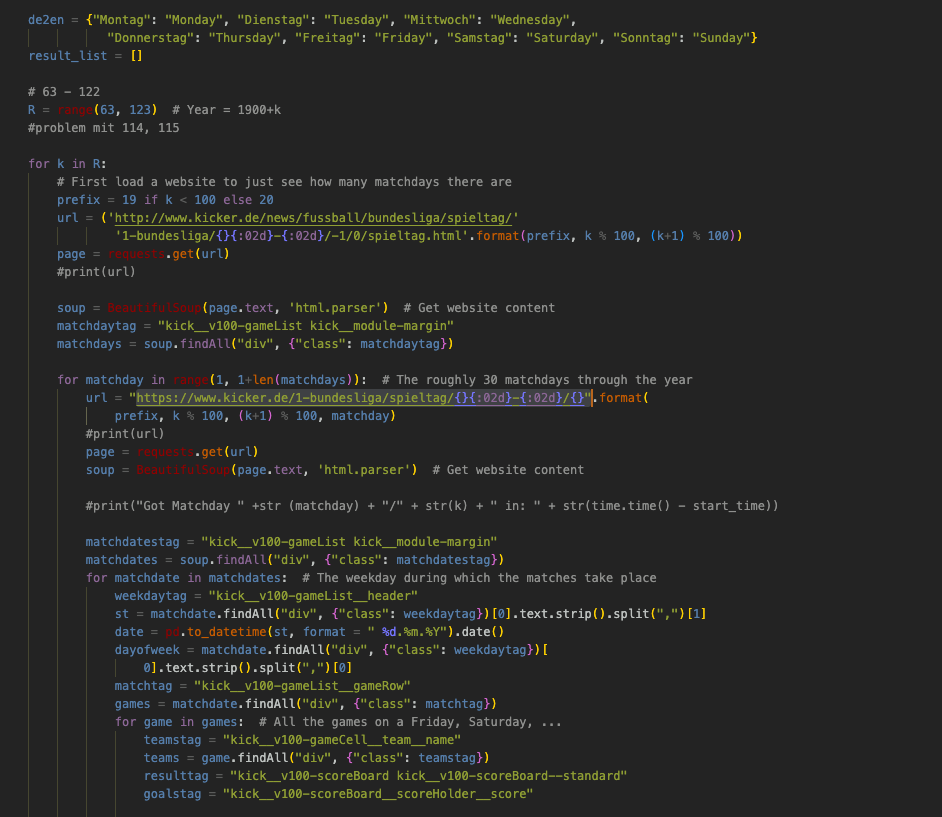 de2en = {"Montag": "Monday", "Dienstag": "Tuesday", "Mittwoch": "Wednesday",
"Donnerstag": "Thursday", "Freitag": "Friday", "Samstag": "Saturday", "Sonntag": "Sunday"}
result_list = []
# 63 - 122
R = range(63, 123)  # Year = 1900+k
#problem mit 114, 115
for k in R:
# First load a website to just see how many matchdays there are
prefix = 19 if k < 100 else 20
url = ('http://www.kicker.de/news/fussball/bundesliga/spieltag/'
'1-bundesliga/{}{:02d}-{:02d}/-1/0/spieltag.html'.format(prefix, k % 100, (k+1) % 100))
page = requests.get(url)
#print(url)
soup = BeautifulSoup(page.text, 'html.parser')  # Get website content
matchdaytag = "kick__v100-gameList kick__module-margin"
matchdays = soup.findAll("div", {"class": matchdaytag})
for matchday in range(1, 1+len(matchdays)):  # The roughly 30 matchdays through the year
url = "https://www.kicker.de/1-bundesliga/spieltag/{}{:02d}-{:02d}/{}".format(
prefix, k % 100, (k+1) % 100, matchday)
#print(url)
page = requests.get(url)
soup = BeautifulSoup(page.text, 'html.parser')  # Get website content
#print("Got Matchday " +str (matchday) + "/" + str(k) + " in: " + str(time.time() - start_time))
matchdatestag = "kick__v100-gameList kick__module-margin"
matchdates = soup.findAll("div", {"class": matchdatestag})
for matchdate in matchdates:  # The weekday during which the matches take place
weekdaytag = "kick__v100-gameList__header"
st = matchdate.findAll("div", {"class": weekdaytag})[0].text.strip().split(",")[1]
date = pd.to_datetime(st, format = " %d.%m.%Y").date()
dayofweek = matchdate.findAll("div", {"class": weekdaytag})[
0].text.strip().split(",")[0]
matchtag = "kick__v100-gameList__gameRow"
games = matchdate.findAll("div", {"class": matchtag})
for game in games:  # All the games on a Friday, Saturday, ...
teamstag = "kick__v100-gameCell__team__name"
teams = game.findAll("div", {"class": teamstag})
resulttag = "kick__v100-scoreBoard kick__v100-scoreBoard--standard"
goalstag = "kick__v100-scoreBoard__scoreHolder__score"